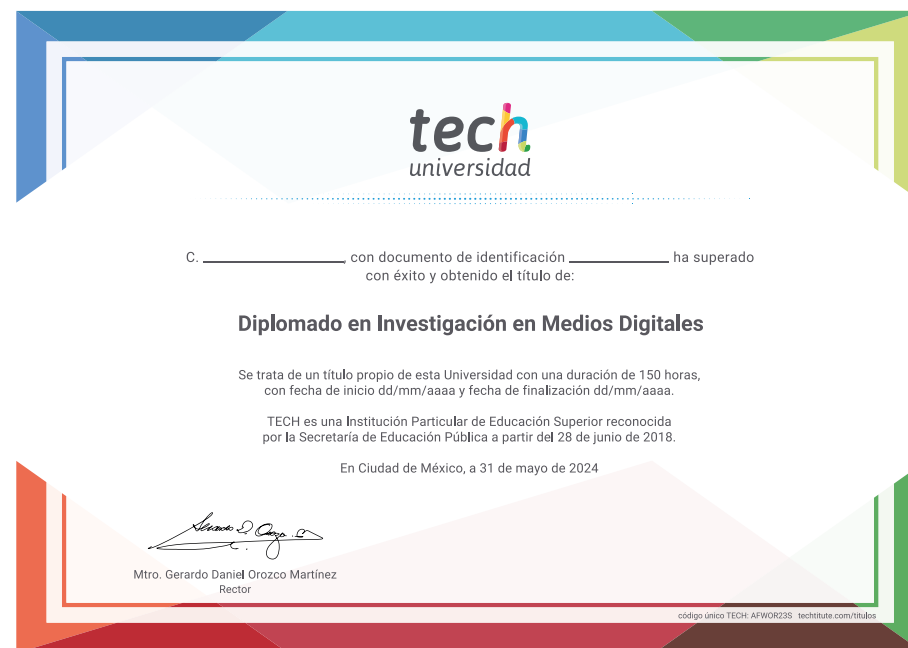 tech
universidad
C. ____________, con documento de identificación ____________ ha superado
con éxito y obtenido el título de:
Diplomado en Investigación en Medios Digitales
Se trata de un título propio de esta Universidad con una duración de 150 horas,
con fecha de inicio dd/mm/aaaa y fecha de finalización dd/mm/aaaa.
TECH es una Institución Particular de Educación Superior reconocida
por la Secretaría de Educación Pública a partir del 28 de junio de 2018.
En Ciudad de México, a 31 de mayo de 2024
Mtro. Gerardo Daniel Orozco Martínez
Rector
código único TECH: AFWOR23S techtitute.com/titulos